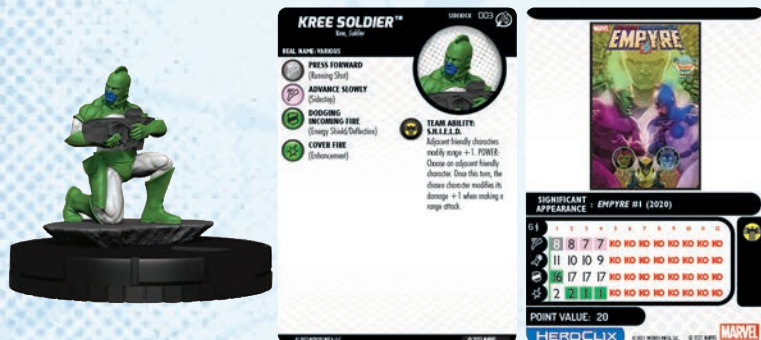 KREE SOLDIER™
Kree, Soldier
SIDEKICK 003
REAL NAME: VARIOUS
PRESS FORWARD
(Running Shot)
ADVANCE SLOWLY
(Sidestep)
DODGING
INCOMING FIRE
(Energy Shield/Deflection)
COVER FIRE
(Enhancement)
TEAM ABILITY:
S.H.I.E.L.D.
Adjacent friendly characters
modify range +1. POWER:
Choose an adjacent friendly
character. Once this turn, the
chosen character modifies its
damage +1 when making a
range attack.
MARVEL
EMPYRE
SIGNIFICANT
APPEARANCE : EMPYRE #1 (2020)
6 1 2 3 4 5 6 7 8 9 10 11 12
8 8 7 7 KO KO KO KO KO KO KO KO
11 10 10 9 KO KO KO KO KO KO KO KO
16 17 17 17 KO KO KO KO KO KO KO KO
2 2 1 1 KO KO KO KO KO KO KO KO
POINT VALUE: 20
HEROCLIX
MARVEL